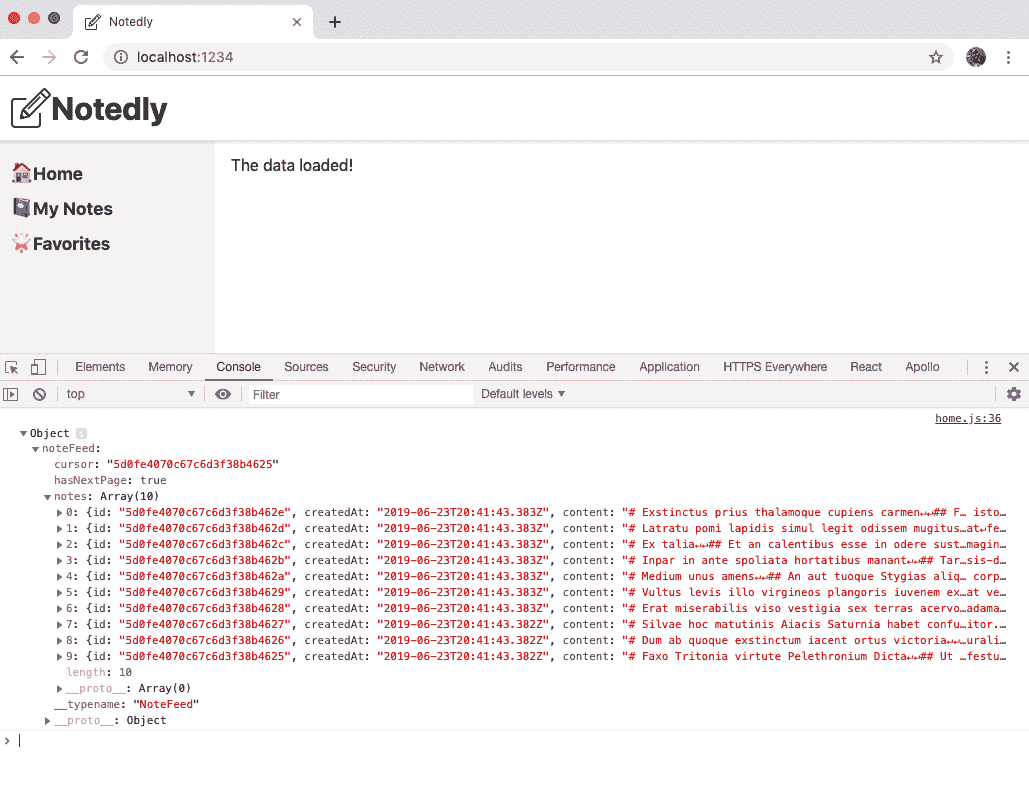 Notedly
localhost:1234
Notedly
Home
The data loaded!
My Notes
Favorites
Elements Memory Console Sources Security Network Audits Performance Application HTTPS Everywhere React Apollo
top Filter Default levels
home.js:36
Object
noteFeed:
cursor: "5d0fe4070c67c6d3f38b4625"
hasNextPage: true
notes: Array(10)
0: {id: "5d0fe4070c67c6d3f38b462e", createdAt: "2019-06-23T20:41:43.383Z", content: "# Exstinctus prius thalamoque cupiens carmen↵↵## F… isto…
1: {id: "5d0fe4070c67c6d3f38b462d", createdAt: "2019-06-23T20:41:43.383Z", content: "# Latratu pomi lapidis simul legit odissem mugitus…at↵fe…
2: {id: "5d0fe4070c67c6d3f38b462c", createdAt: "2019-06-23T20:41:43.383Z", content: "# Ex talia↵↵## Et an calentibus esse in odere sust…magin…
3: {id: "5d0fe4070c67c6d3f38b462b", createdAt: "2019-06-23T20:41:43.383Z", content: "# Inpar in ante spoliata hortatibus manant↵↵## Tar…sis-d…
4: {id: "5d0fe4070c67c6d3f38b462a", createdAt: "2019-06-23T20:41:43.383Z", content: "# Medium unus amens↵↵## An aut tuoque Stygias aliq… corp…
5: {id: "5d0fe4070c67c6d3f38b4629", createdAt: "2019-06-23T20:41:43.383Z", content: "# Vultus levis illo virgineos plangoris iuvenem ex…at ve…
6: {id: "5d0fe4070c67c6d3f38b4628", createdAt: "2019-06-23T20:41:43.383Z", content: "# Erat miserabilis viso vestigia sex terras acervo…adama…
7: {id: "5d0fe4070c67c6d3f38b4627", createdAt: "2019-06-23T20:41:43.382Z", content: "# Silvae hoc matutinis Aiacis Saturnia habet confu…itor.…
8: {id: "5d0fe4070c67c6d3f38b4626", createdAt: "2019-06-23T20:41:43.382Z", content: "# Dum ab quoque exstinctum iacent ortus victoria↵↵…urali…
9: {id: "5d0fe4070c67c6d3f38b4625", createdAt: "2019-06-23T20:41:43.382Z", content: "# Faxo Tritonia virtute Pelethronium Dicta↵↵## Ut …festu…
length: 10
__proto__: Array(0)
__typename: "NoteFeed"
__proto__: Object